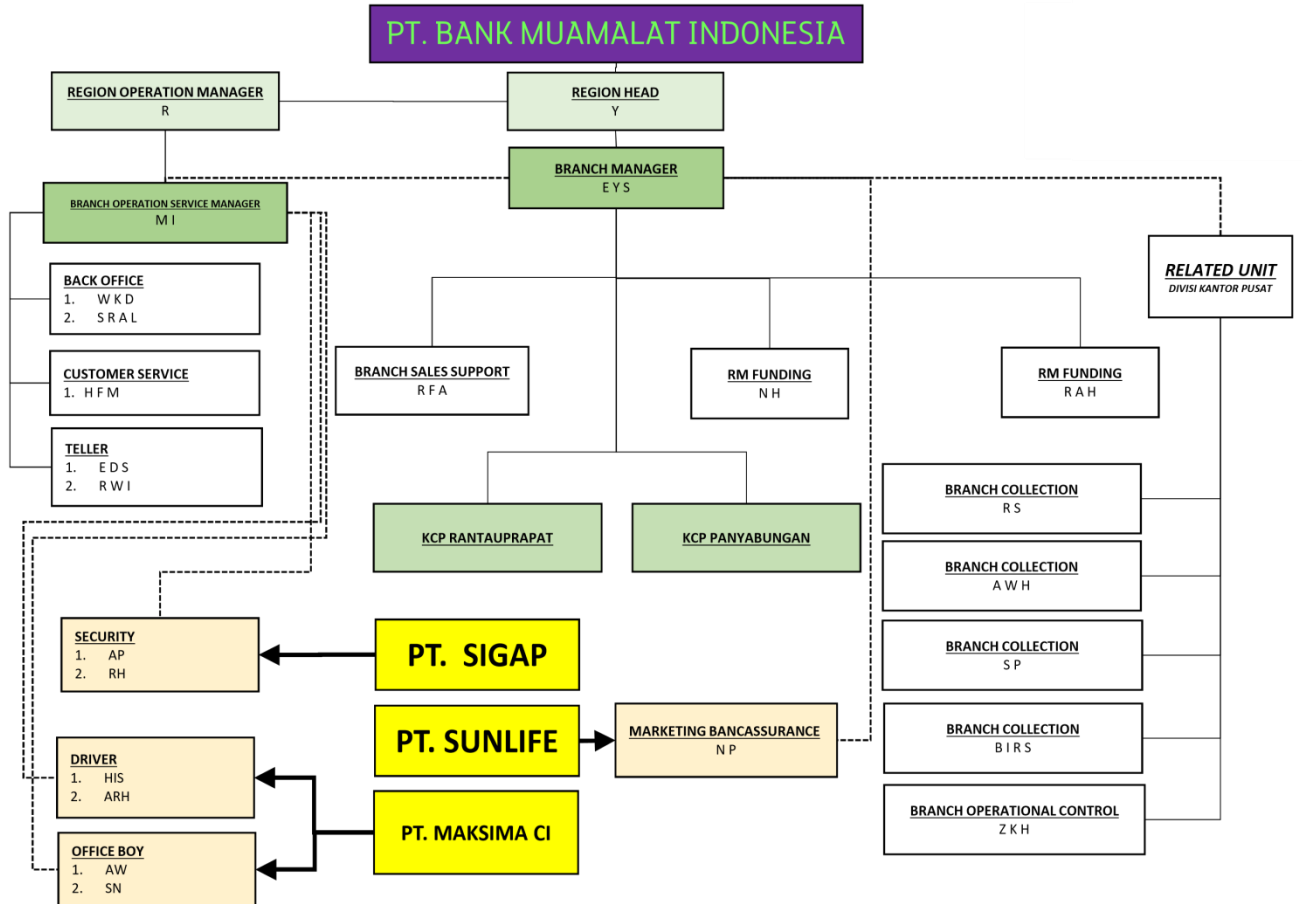 PT. BANK MUAMALAT INDONESIA
REGION OPERATION MANAGER
R
REGION HEAD
Y
BRANCH MANAGER
E Y S
BRANCH OPERATION SERVICE MANAGER
M I
RELATED UNIT
DIVISI KANTOR PUSAT
BACK OFFICE
1. W K D
2. S R A L
CUSTOMER SERVICE
1. H F M
TELLER
1. E D S
2. R W I
BRANCH SALES SUPPORT
R F A
RM FUNDING
N H
RM FUNDING
R A H
KCP RANTAUPRAPAT
KCP PANYABUNGAN
BRANCH COLLECTION
R S
BRANCH COLLECTION
A W H
BRANCH COLLECTION
S P
BRANCH COLLECTION
B I R S
BRANCH OPERATIONAL CONTROL
Z K H
SECURITY
1. AP
2. RH
PT. SIGAP
PT. SUNLIFE
MARKETING BANCASSURANCE
N P
DRIVER
1. HIS
2. ARH
PT. MAKSIMA CI
OFFICE BOY
1. AW
2. SN